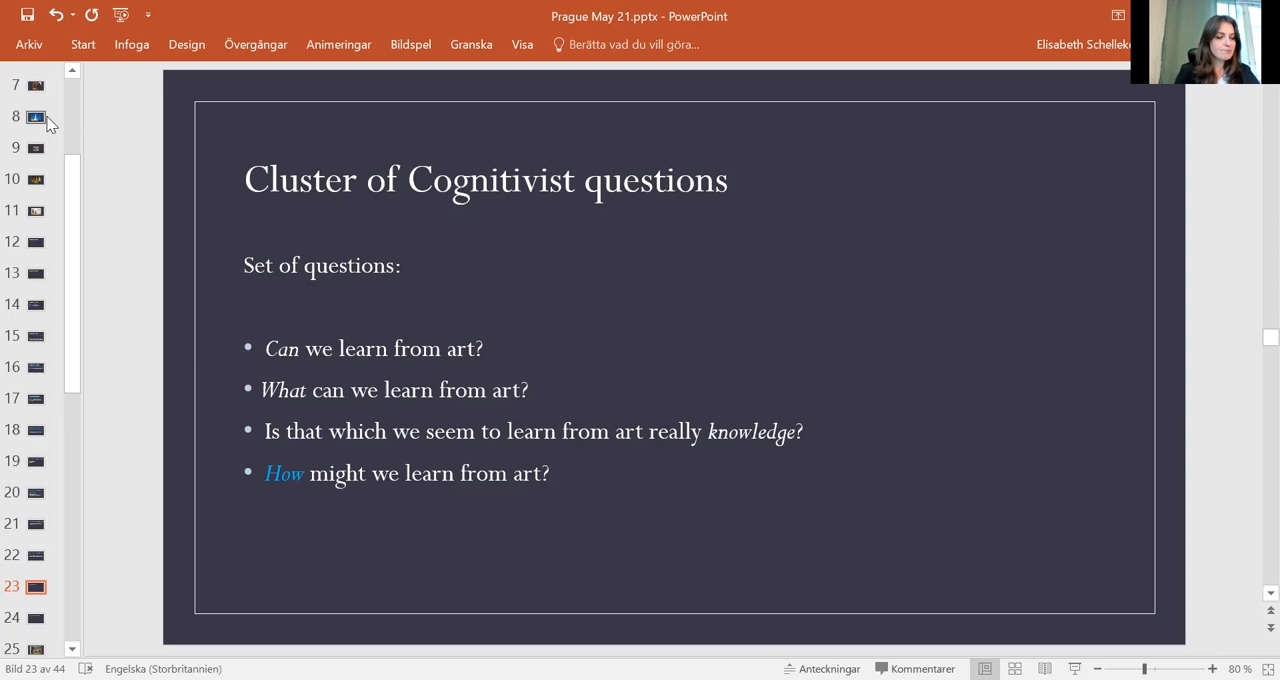 Prague May 21.pptx - PowerPoint
Arkiv Start Infoga Design Övergångar Animeringar Bildspel Granska Visa Berätta vad du vill göra... Elisabeth
7
8
9
10
11
12
13
14
15
16
17
18
19
20
21
22
23
24
25
Cluster of Cognitivist questions
Set of questions:
• Can we learn from art?
• What can we learn from art?
• Is that which we seem to learn from art really knowledge?
• How might we learn from art?
Bild 23 av 44 Engelska (Storbritannien) Anteckningar Kommentarer 80 %